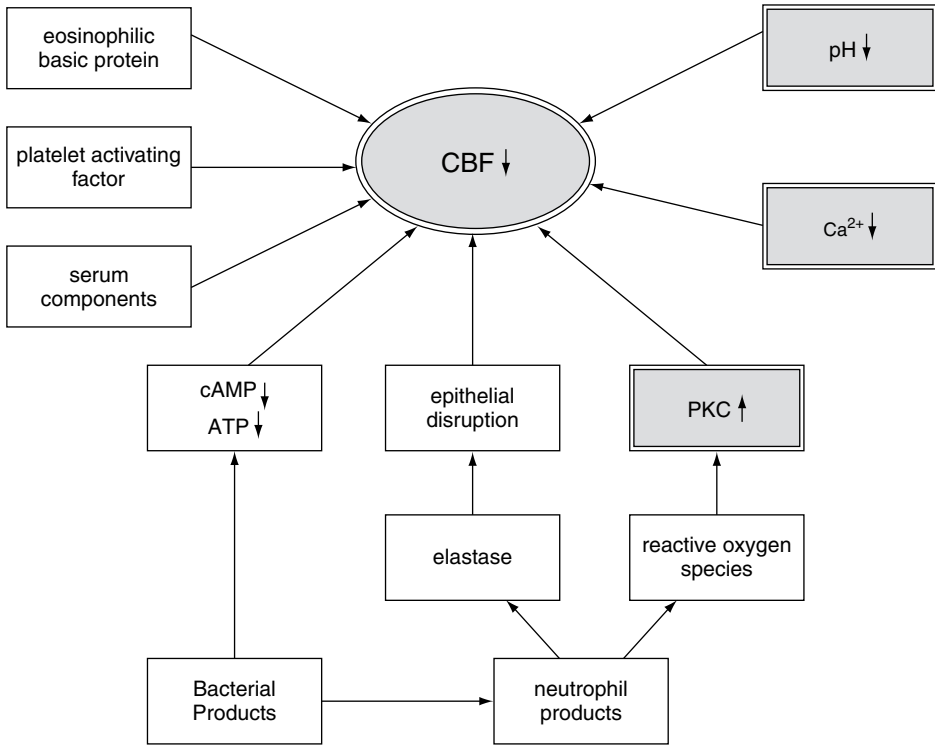 eosinophilic
basic protein
pH ↓
platelet activating
factor
CBF ↓
Ca²⁺ ↓
serum
components
cAMP ↓
ATP ↓
epithelial
disruption
PKC ↑
elastase
reactive oxygen
species
Bacterial
Products
neutrophil
products